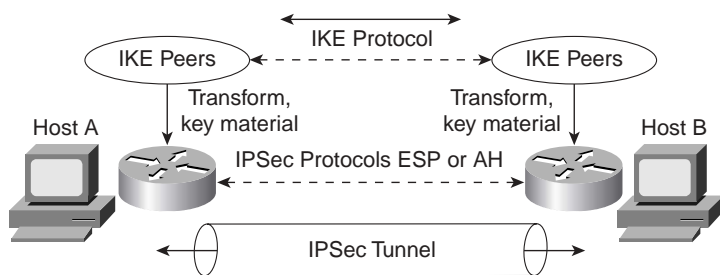 IKE Protocol
IKE Peers
IKE Peers
Transform,
key material
Transform,
key material
Host A
Host B
IPSec Protocols ESP or AH
IPSec Tunnel